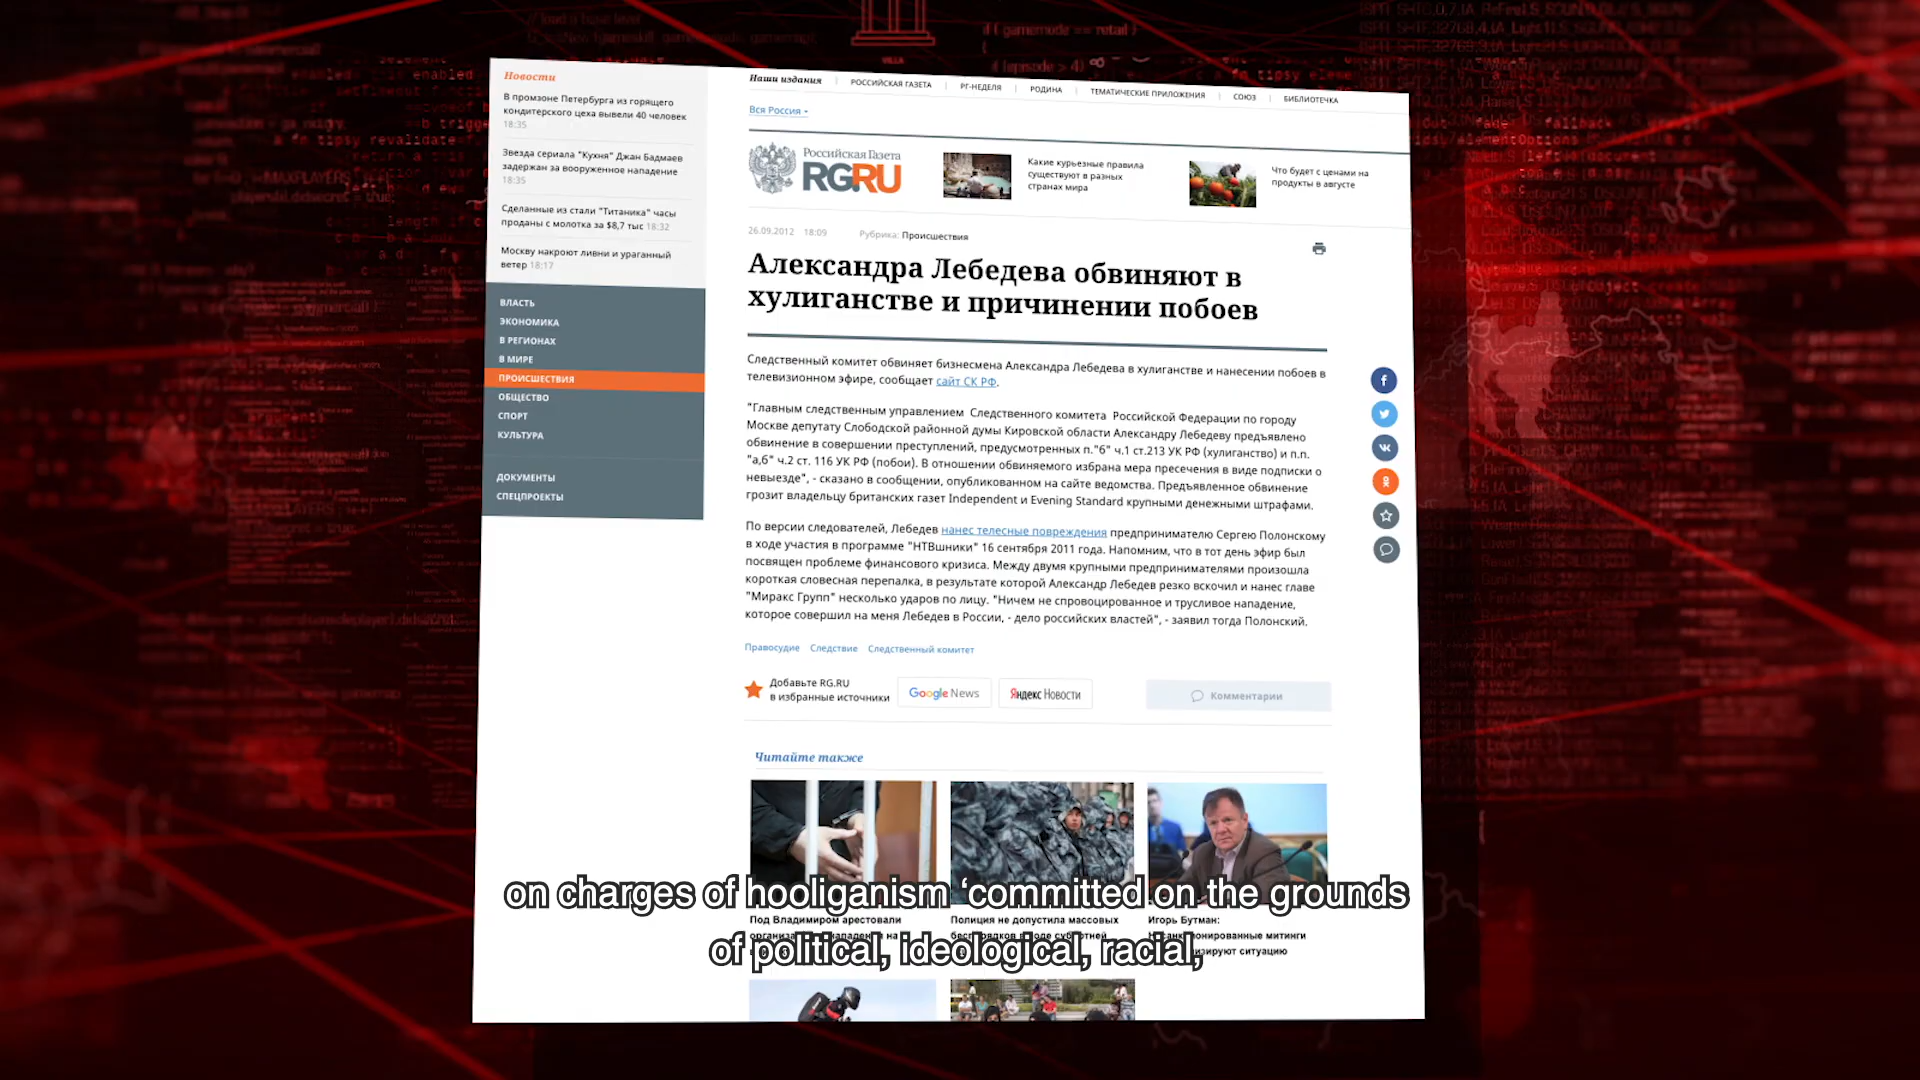 Новости
В промзоне Петербурга из горящего
кондитерского цеха вывели 40 человек
18:35
Звезда сериала "Кухня" Джан Бадмаев
задержан за вооруженное нападение
18:35
Сделанные из стали "Титаника" часы
проданы с молотка за $8,7 тыс 18:32
Москву накроют ливни и ураганный
ветер 18:17
ВЛАСТЬ
ЭКОНОМИКА
В РЕГИОНАХ
В МИРЕ
ПРОИСШЕСТВИЯ
ОБЩЕСТВО
СПОРТ
КУЛЬТУРА
ДОКУМЕНТЫ
СПЕЦПРОЕКТЫ
Наши издания
РОССИЙСКАЯ ГАЗЕТА
РГ-НЕДЕЛЯ
РОДИНА
ТЕМАТИЧЕСКИЕ ПРИЛОЖЕНИЯ
СОЮЗ
БИБЛИОТЕЧКА
Вся Россия
Российская Газета
RGRU
Какие курьезные правила
существуют в разных
странах мира
Что будет с ценами на
продукты в августе
26.09.2012 18:09 Рубрика: Происшествия
Александра Лебедева обвиняют в
хулиганстве и причинении побоев
Следственный комитет обвиняет бизнесмена Александра Лебедева в хулиганстве и нанесении побоев в
телевизионном эфире, сообщает сайт СК РФ.
"Главным следственным управлением Следственного комитета Российской Федерации по городу
Москве депутату Слободской районной думы Кировской области Александру Лебедеву предъявлено
обвинение в совершении преступлений, предусмотренных п."б" ч.1 ст.213 УК РФ (хулиганство) и п.п.
"а,б" ч.2 ст. 116 УК РФ (побои). В отношении обвиняемого избрана мера пресечения в виде подписки о
невыезде", - сказано в сообщении, опубликованном на сайте ведомства. Предъявленное обвинение
грозит владельцу британских газет Independent и Evening Standard крупными денежными штрафами.
По версии следователей, Лебедев нанес телесные повреждения предпринимателю Сергею Полонскому
в ходе участия в программе "НТВшники" 16 сентября 2011 года. Напомним, что в тот день эфир был
посвящен проблеме финансового кризиса. Между двумя крупными предпринимателями произошла
короткая словесная перепалка, в результате которой Александр Лебедев резко вскочил и нанес главе
"Миракс Групп" несколько ударов по лицу. "Ничем не спровоцированное и трусливое нападение,
которое совершил на меня Лебедев в России, - дело российских властей", - заявил тогда Полонский.
Правосудие Следствие Следственный комитет
Добавьте RG.RU
в избранные источники
Google News
Яндекс Новости
Комментарии
Читайте также
on charges of hooliganism ‘committed on the grounds
of political, ideological, racial,
Под Владимиром арестовали
Полиция не допустила массовых
Игорь Бутман:
митинги
ситуацию